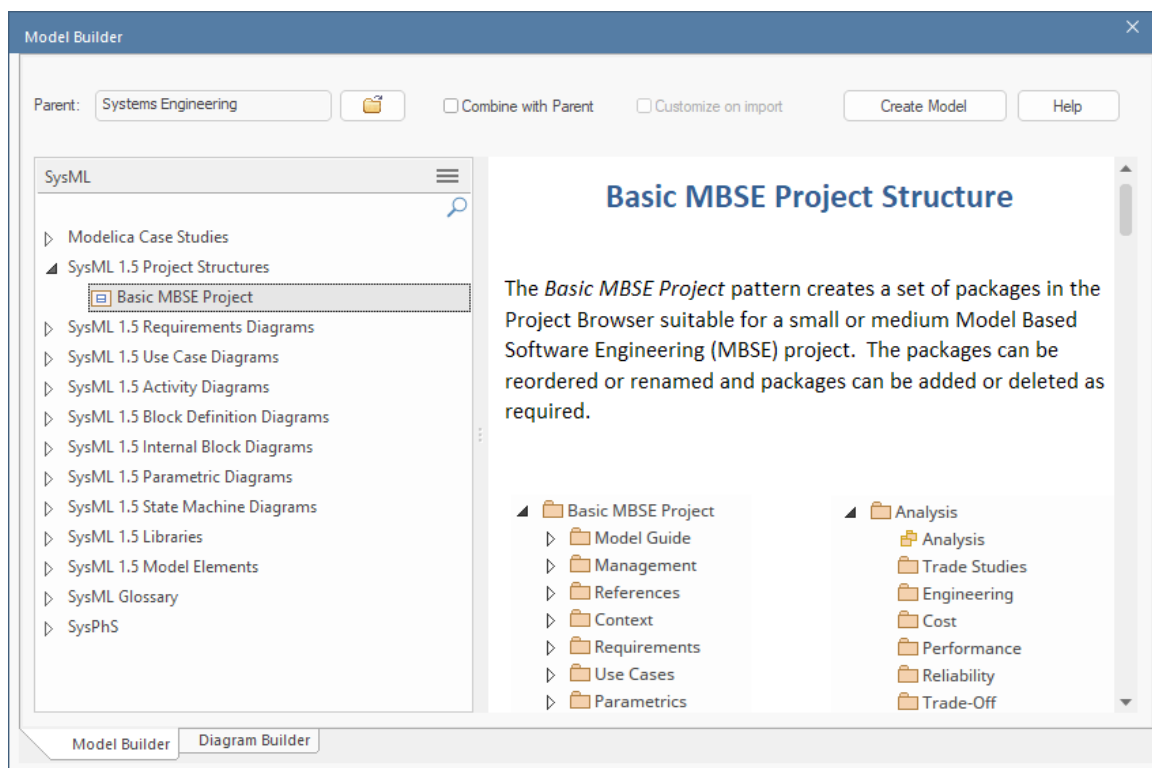 Model Builder
Parent: Systems Engineering Combine with Parent Customize on import Create Model Help
SysML
Modelica Case Studies
SysML 1.5 Project Structures
Basic MBSE Project
SysML 1.5 Requirements Diagrams
SysML 1.5 Use Case Diagrams
SysML 1.5 Activity Diagrams
SysML 1.5 Block Definition Diagrams
SysML 1.5 Internal Block Diagrams
SysML 1.5 Parametric Diagrams
SysML 1.5 State Machine Diagrams
SysML 1.5 Libraries
SysML 1.5 Model Elements
SysML Glossary
SysPhS
Basic MBSE Project Structure
The Basic MBSE Project pattern creates a set of packages in the
Project Browser suitable for a small or medium Model Based
Software Engineering (MBSE) project.  The packages can be
reordered or renamed and packages can be added or deleted as
required.
Basic MBSE Project
Model Guide
Management
References
Context
Requirements
Use Cases
Parametrics
Analysis
Analysis
Trade Studies
Engineering
Cost
Performance
Reliability
Trade-Off
Model Builder Diagram Builder